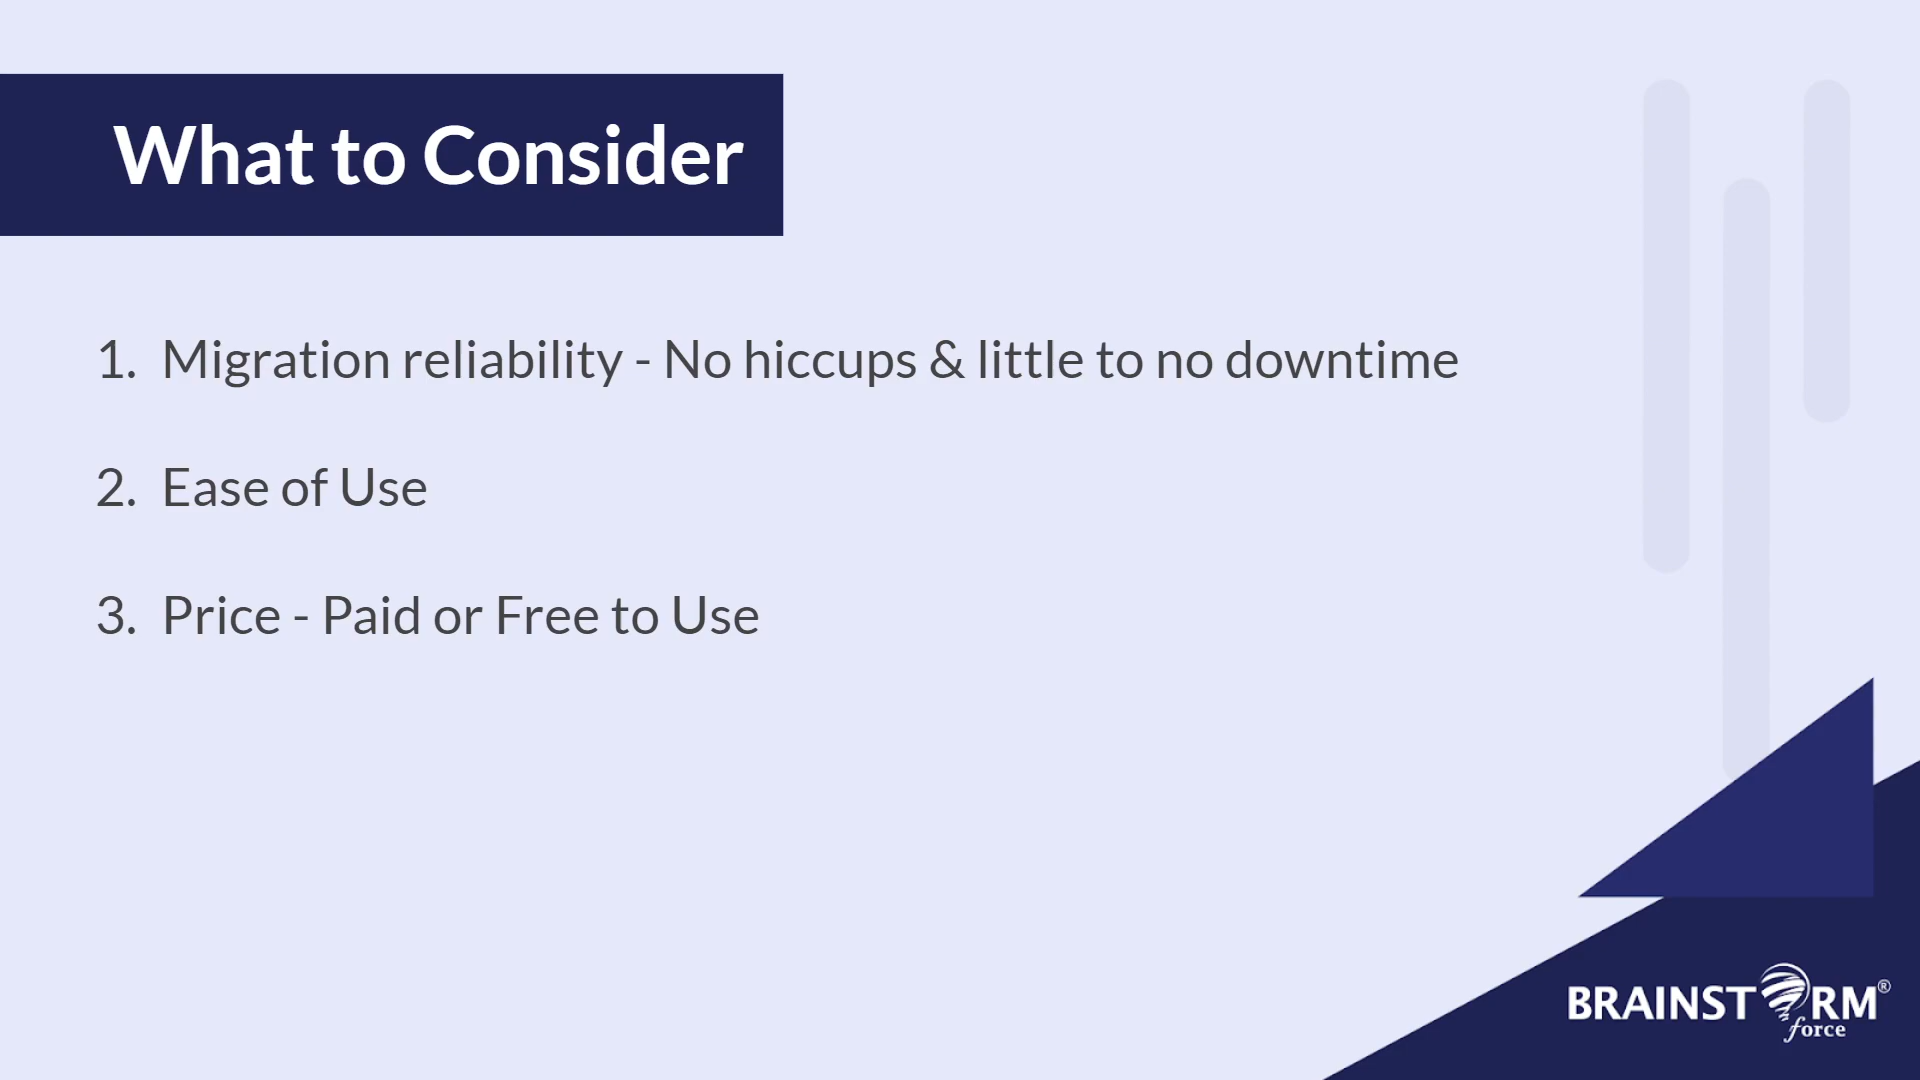 What to Consider
1. Migration reliability - No hiccups & little to no downtime
2. Ease of Use
3. Price - Paid or Free to Use
BRAINSTORM®
force